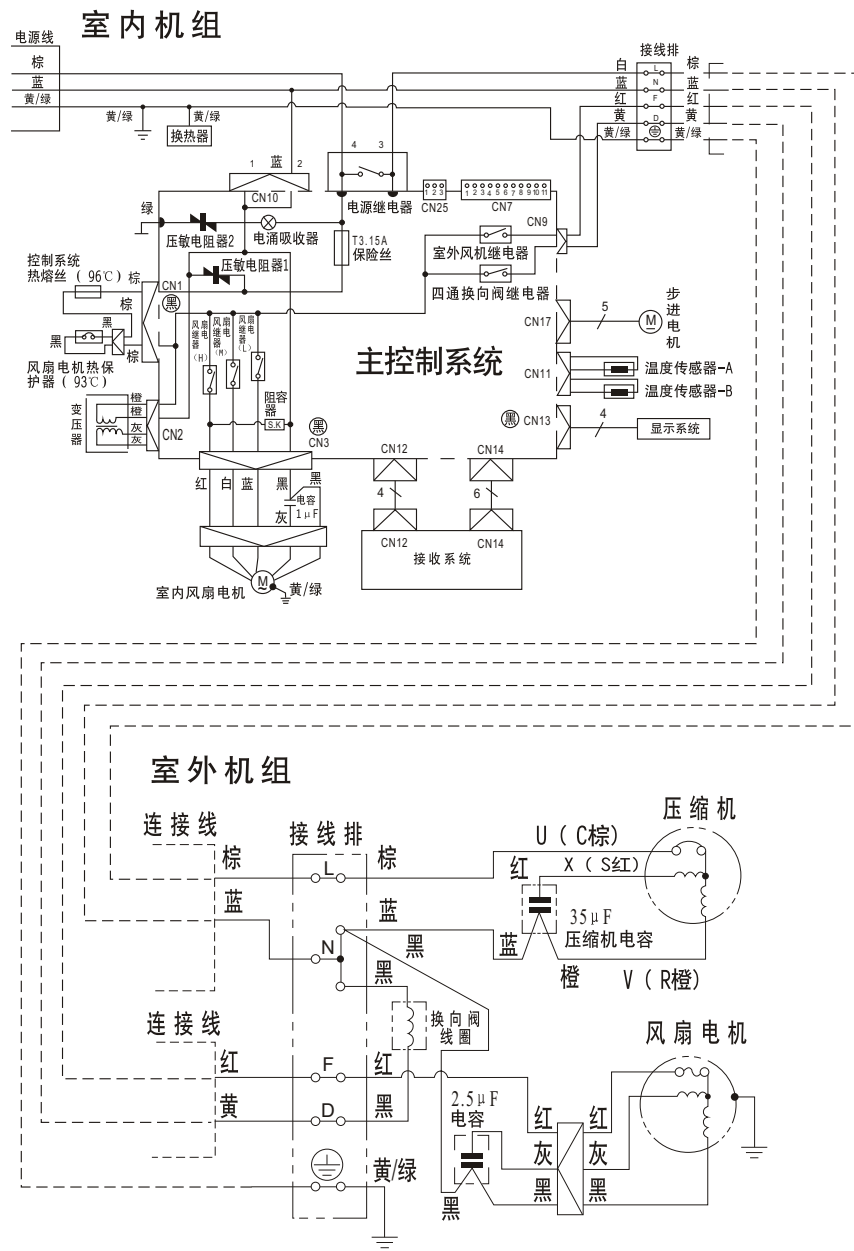 室内机组
电源线
棕
蓝
黄/绿
黄/绿
黄/绿
换热器
接线排
白
L
棕
蓝
N
蓝
红
F
红
黄
D
黄
黄/绿
黄/绿
1
蓝
2
CN10
4
3
电源继电器
1 2 3
CN25
1 2 3 4 5 6 7 8 9 10 11
CN7
绿
压敏电阻器2
电涌吸收器
T3.15A
保险丝
CN9
室外风机继电器
控制系统
热熔丝（96℃）
棕
CN1
黑
压敏电阻器1
四通换向阀继电器
棕
黑
黑
棕
风扇电机热保
护器（93℃）
风扇电
继器
（H）
风扇电
继器
（M）
风扇电
继器
（L）
主控制系统
CN17
5
M
步进电机
CN11
温度传感器-A
温度传感器-B
变压器
橙
橙
灰
灰
CN2
阻容器
S.K
黑
CN3
黑
CN13
4
显示系统
CN12
CN14
红
白
蓝
黑
黑
电容
1μF
灰
4
6
CN12
CN14
接收系统
室内风扇电机
M
~
黄/绿
室外机组
连接线
接线排
压缩机
棕
L
棕
U（C棕）
红
X（S红）
蓝
蓝
35μF
压缩机电容
N
黑
蓝
黑
橙
V（R橙）
换向阀
线圈
连接线
风扇电机
红
F
红
黄
D
黑
2.5μF
电容
红
红
灰
灰
黄/绿
黑
黑
黑